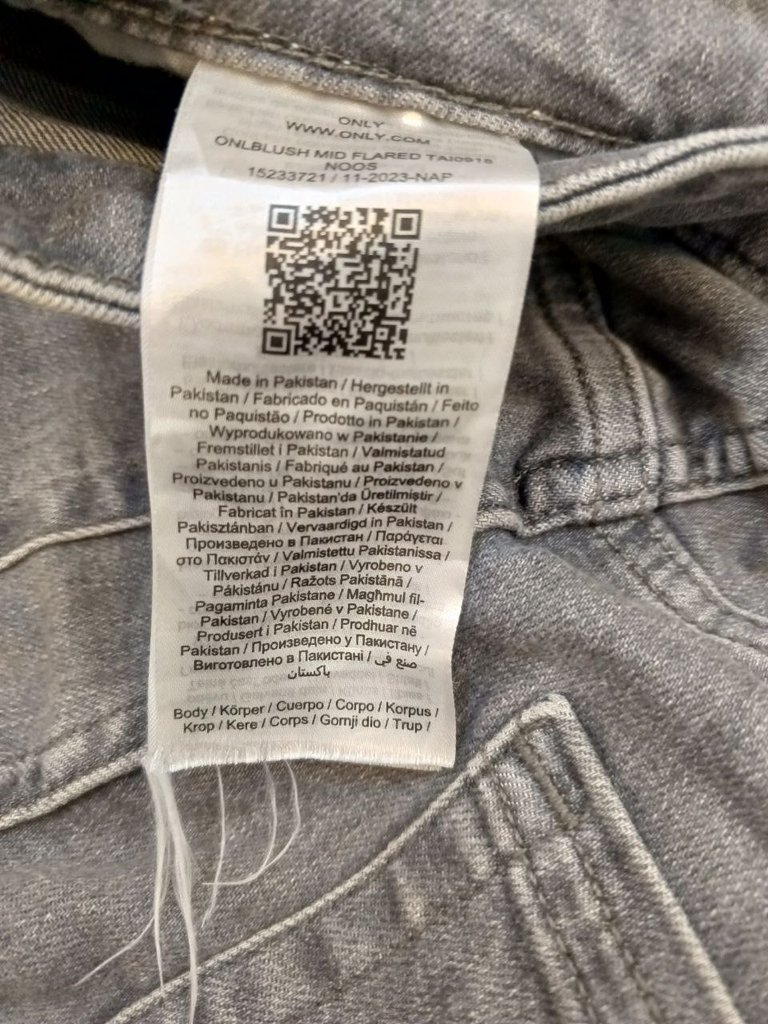 ONLY
WWW.ONLY.COM
ONLBLUSH MID FLARED TAI0918
NOOS
15233721 / 11-2023-NAP
Made in Pakistan / Hergestellt in
Pakistan / Fabricado en Paquistán / Feito
no Paquistão / Prodotto in Pakistan /
Wyprodukowano w Pakistanie /
Fremstillet i Pakistan / Valmistatud
Pakistanis / Fabriqué au Pakistan /
Proizvedeno u Pakistanu / Proizvedeno v
Pakistanu / Pakistan'da Üretilmiştir /
Fabricat în Pakistan / Készült
Pakisztánban / Vervaardigd in Pakistan /
Произведено в Пакистан / Παράγεται
στο Πακιστάν / Valmistettu Pakistanissa /
Tillverkad i Pakistan / Vyrobeno v
Pákistánu / Ražots Pakistānā /
Pagaminta Pakistane / Magħmul fil-
Pakistan / Vyrobené v Pakistane /
Produsert i Pakistan / Prodhuar në
Pakistan / Произведено у Пакистану /
Виготовлено в Пакистані / صنع في
باكستان
Body / Körper / Cuerpo / Corpo / Korpus /
Krop / Kere / Corps / Gornji dio / Trup /